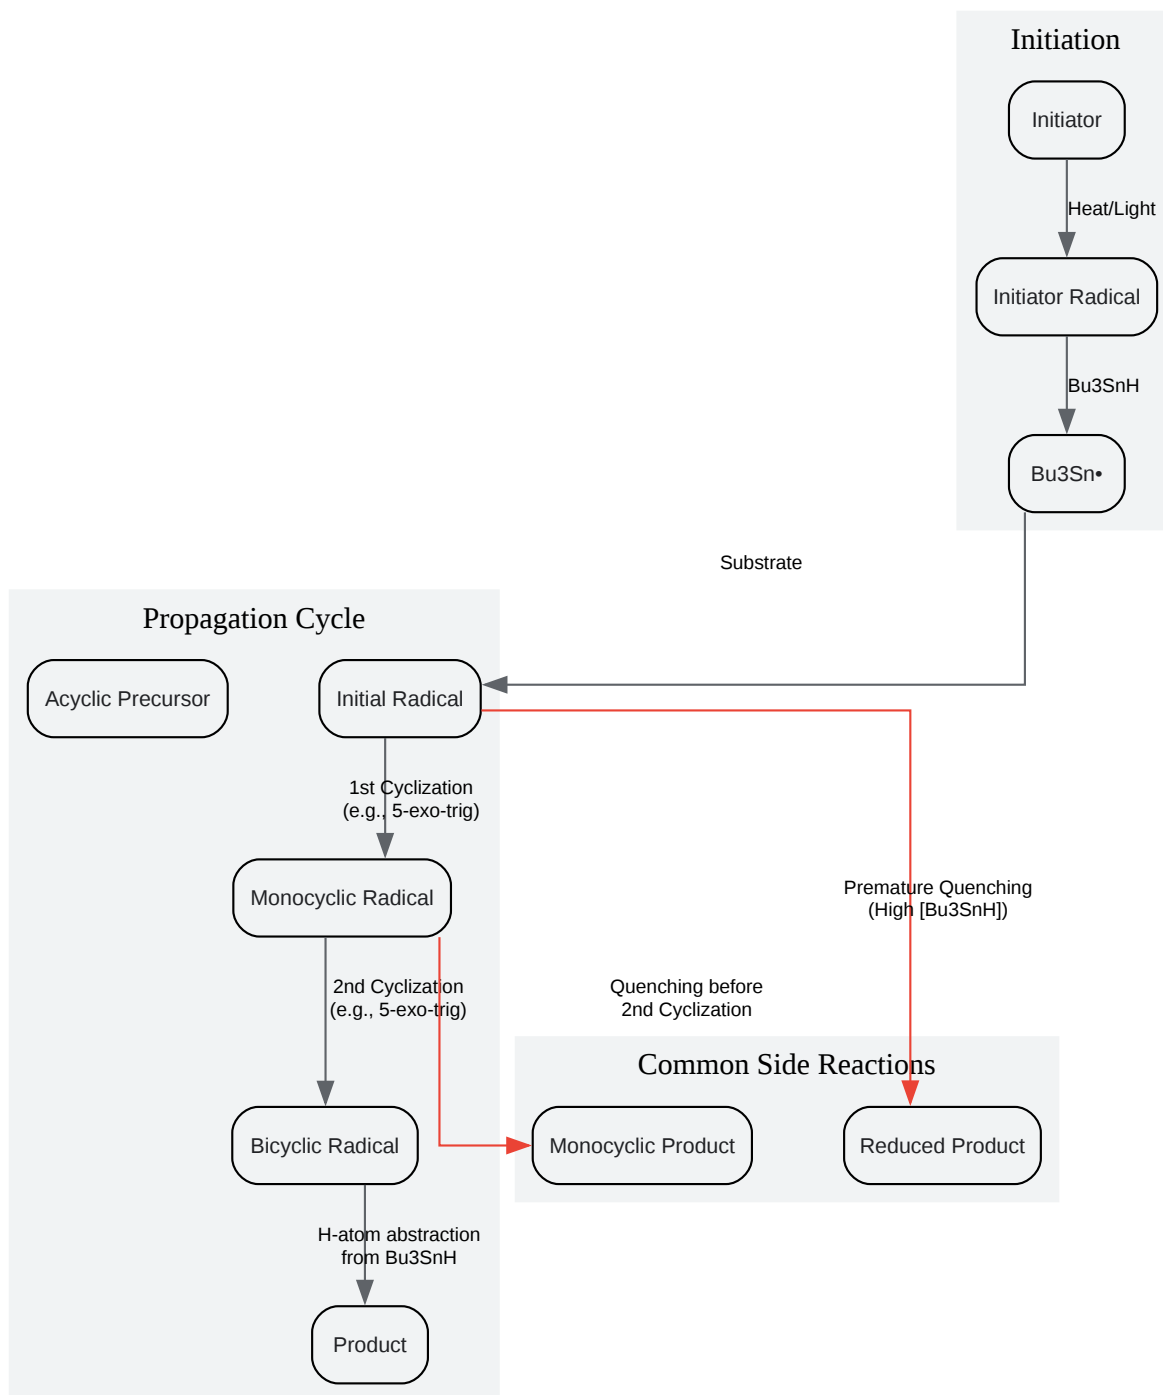 Initiation
Initiator
Heat/Light
Initiator Radical
Bu3SnH
Bu3Sn•
Substrate
Propagation Cycle
Acyclic Precursor
Initial Radical
1st Cyclization
(e.g., 5-exo-trig)
Monocyclic Radical
Premature Quenching
(High [Bu3SnH])
2nd Cyclization
(e.g., 5-exo-trig)
Quenching before
2nd Cyclization
Common Side Reactions
Bicyclic Radical
Monocyclic Product
Reduced Product
H-atom abstraction
from Bu3SnH
Product